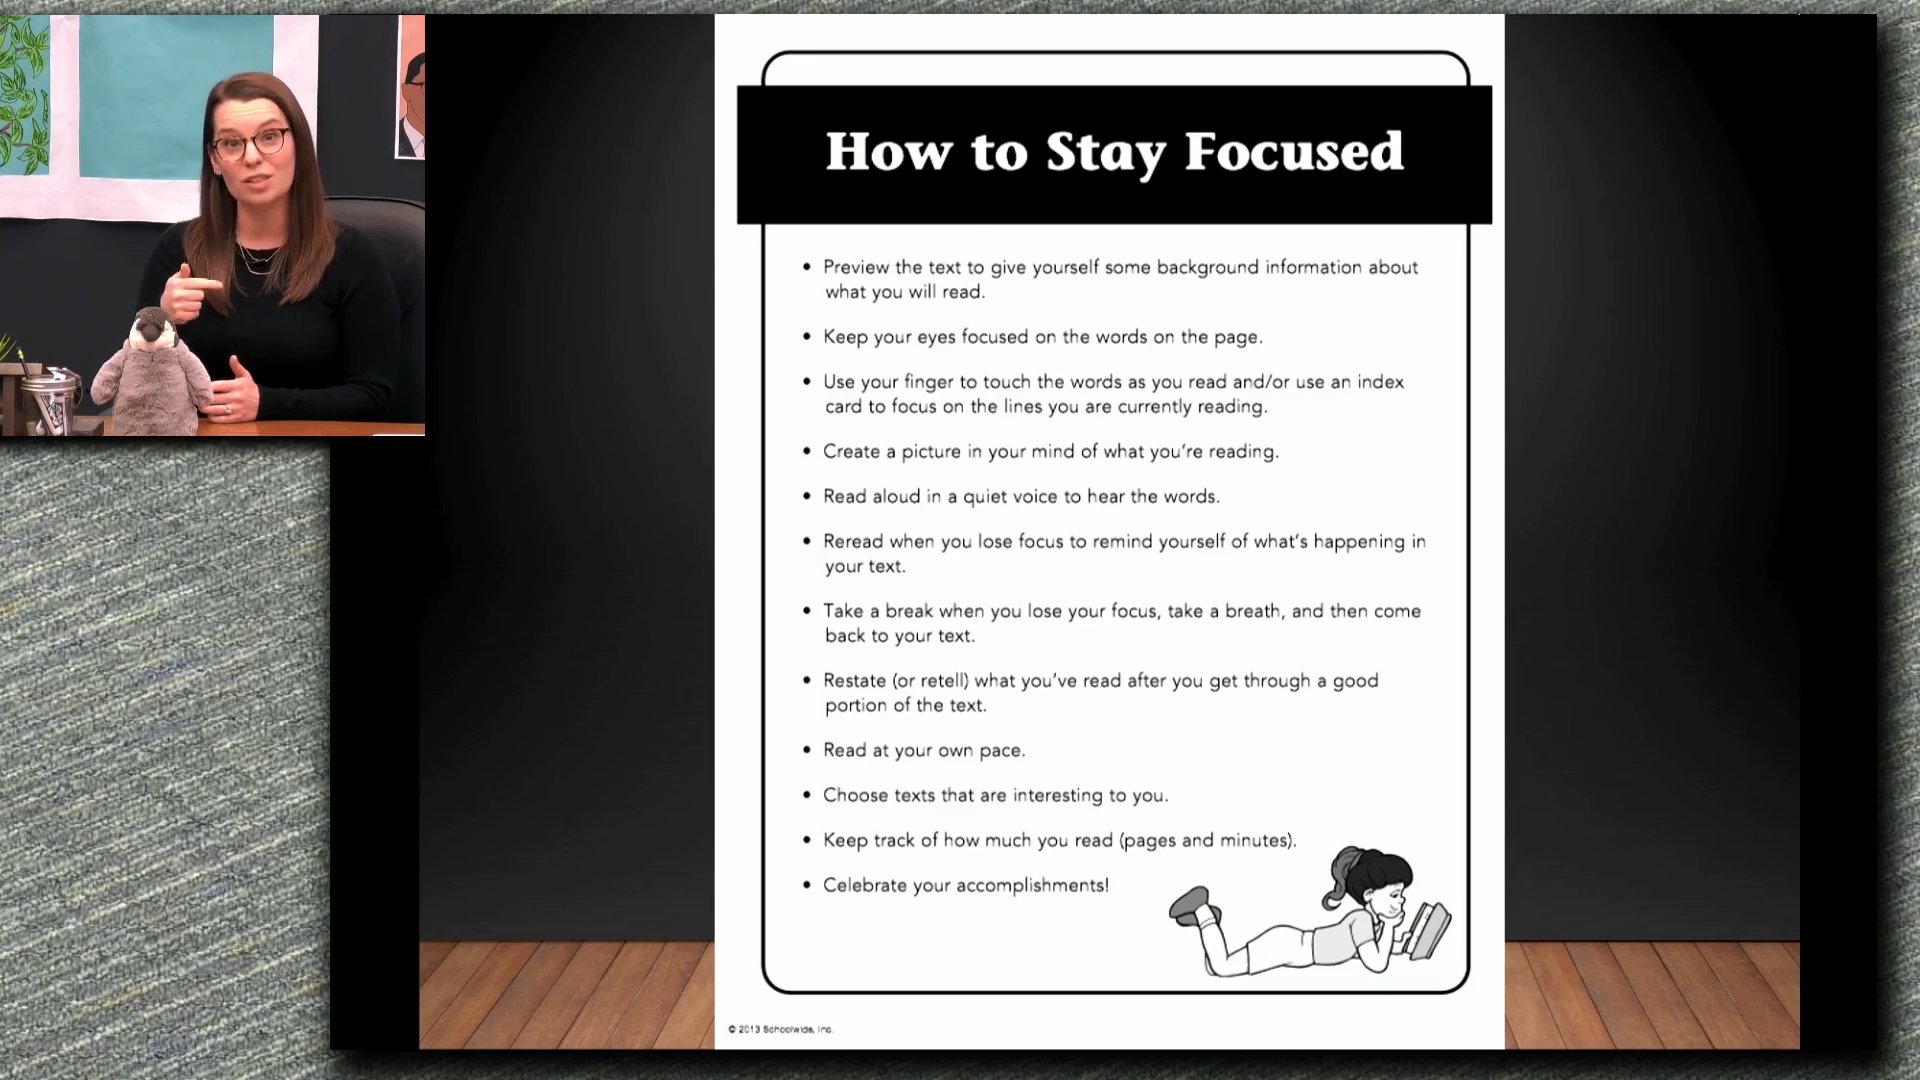 How to Stay Focused
• Preview the text to give yourself some background information about
what you will read.
• Keep your eyes focused on the words on the page.
• Use your finger to touch the words as you read and/or use an index
card to focus on the lines you are currently reading.
• Create a picture in your mind of what you're reading.
• Read aloud in a quiet voice to hear the words.
• Reread when you lose focus to remind yourself of what's happening in
your text.
• Take a break when you lose your focus, take a breath, and then come
back to your text.
• Restate (or retell) what you've read after you get through a good
portion of the text.
• Read at your own pace.
• Choose texts that are interesting to you.
• Keep track of how much you read (pages and minutes).
• Celebrate your accomplishments!
© 2013 Schoolwide, Inc.